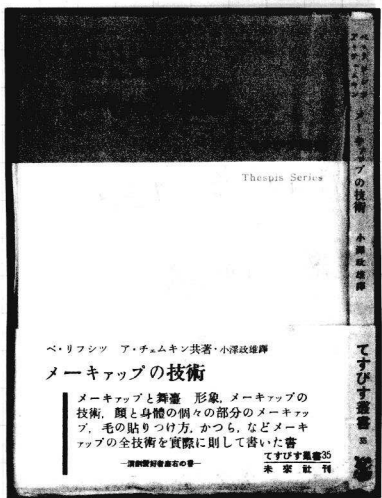 Thespis Series
ベ・リフシツ　ア・チェムキン共著・小澤政雄譯
メーキァップの技術
メーキァップと舞臺　形象，メーキァップの
技術，顔と身體の個々の部分のメーキァッ
プ，毛の貼りつけ方，かつら，などメーキ
ァップの全技術を實際に則して書いた書
てすぴす叢書35
―演劇愛好者座右の書―
未来社刊
メーキァップの技術
小澤政雄譯
てすぴす叢書
35